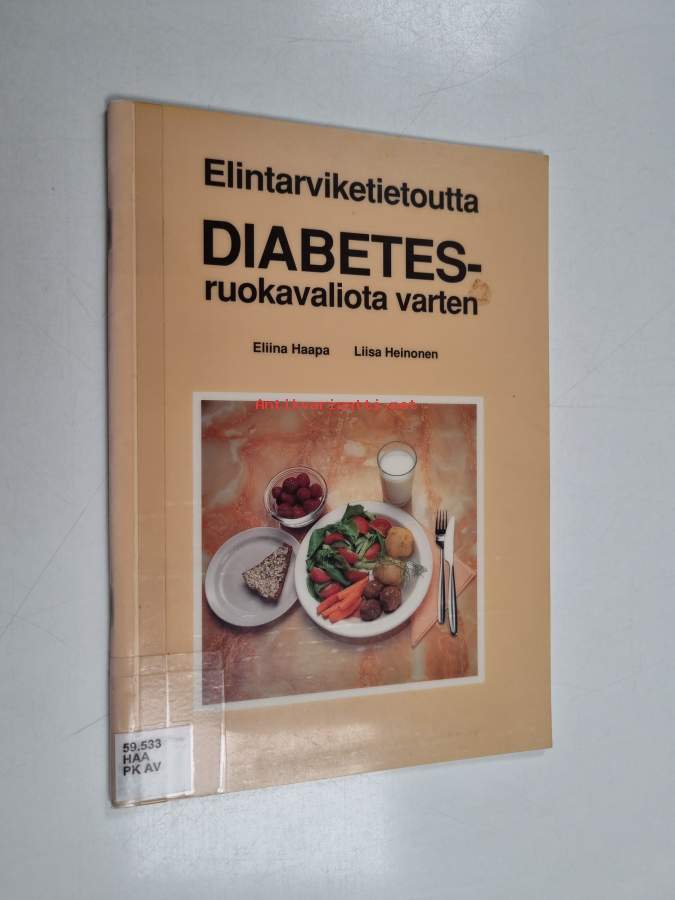 Elintarviketietoutta
DIABETES-
ruokavaliota varten
Eliina Haapa Liisa Heinonen
Antikvariaatti.net
59.533
HAA
PK AV